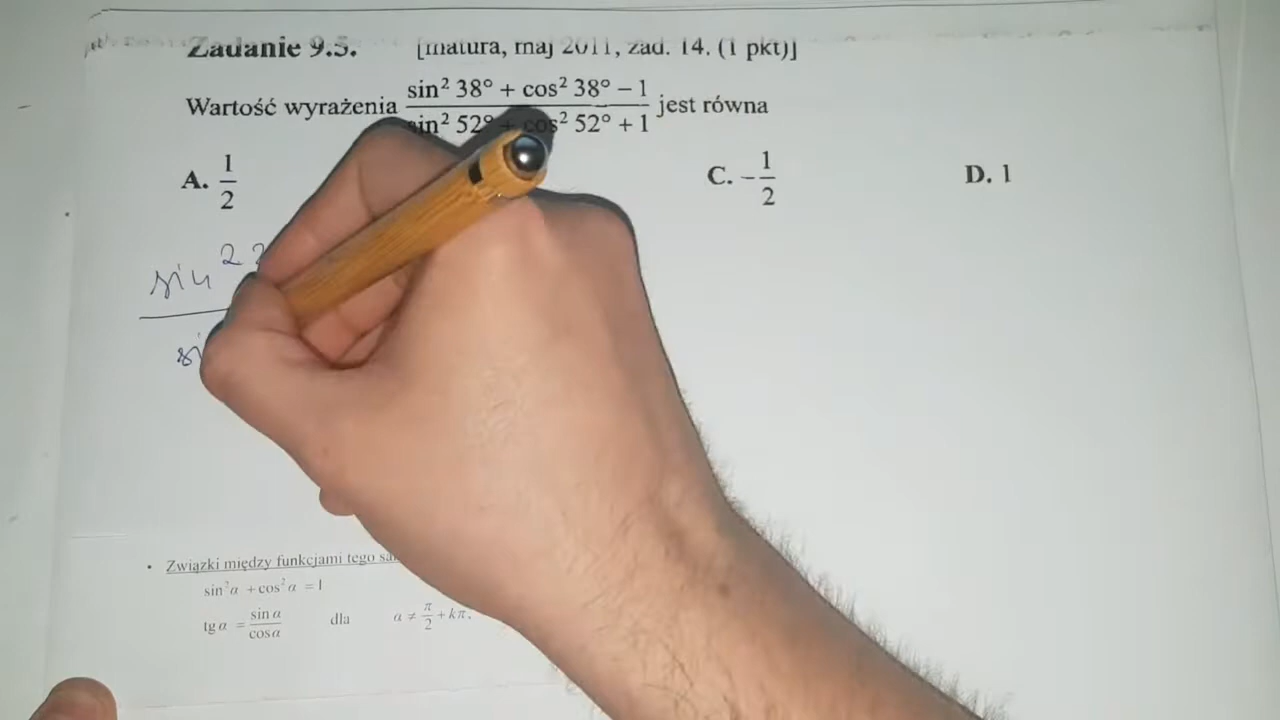 Zadanie 9.5. [matura, maj 2011, zad. 14. (1 pkt)]
Wartość wyrażenia sin² 38° + cos² 38° − 1 jest równa
sin² 52° + cos² 52° + 1
A. 1/2 C. −1/2 D. 1
sin²
si
• Związki między funkcjami tego
sin²α + cos²α = 1
tg α = sin α / cos α dla α ≠ π/2 + kπ,